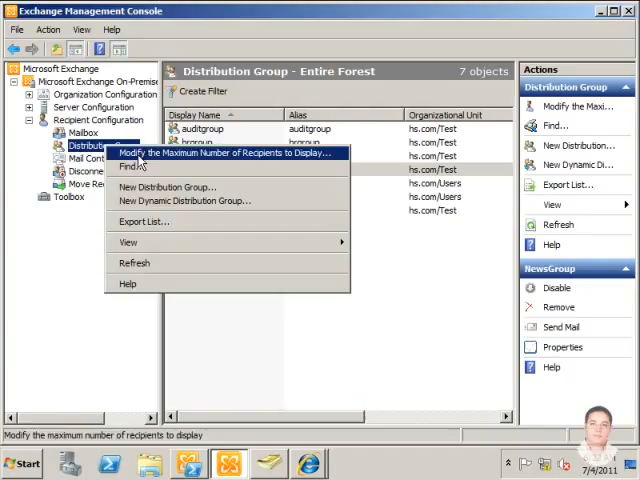 Exchange Management Console
File Action View Help
Microsoft Exchange
Microsoft Exchange On-Premise
Organization Configuration
Server Configuration
Recipient Configuration
Mailbox
Mail Cont
Move Re
Toolbox
Distribution Group - Entire Forest
7 objects
Create Filter
Display Name Alias Organizational Unit
auditgroup auditgroup hs.com/Test
hs.com/Test
hs.com/Test
hs.com/Test
hs.com/Users
hs.com/Users
hs.com/Test
Modify the Maximum Number of Recipients to Display...
Find
New Distribution Group...
New Dynamic Distribution Group...
Export List...
View
Refresh
Help
Actions
Distribution Group
Modify the Maxi...
Find...
New Distribution...
New Dynamic Di...
Export List...
View
Refresh
Help
NewsGroup
Disable
Remove
Send Mail
Properties
Help
Modify the maximum number of recipients to display
Start
7/4/2011